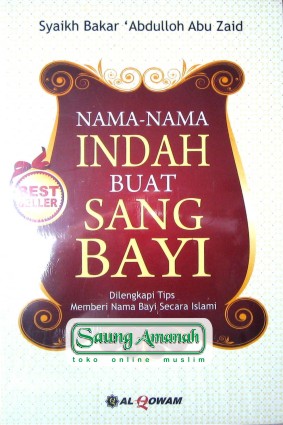 Syaikh Bakar ‘Abdulloh Abu Zaid
NAMA-NAMA
INDAH
BUAT
SANG
BAYI
BEST
SELLER
Dilengkapi Tips
Memberi Nama Bayi Secara Islami
Saung Amanah
toko online muslim
AL QOWAM